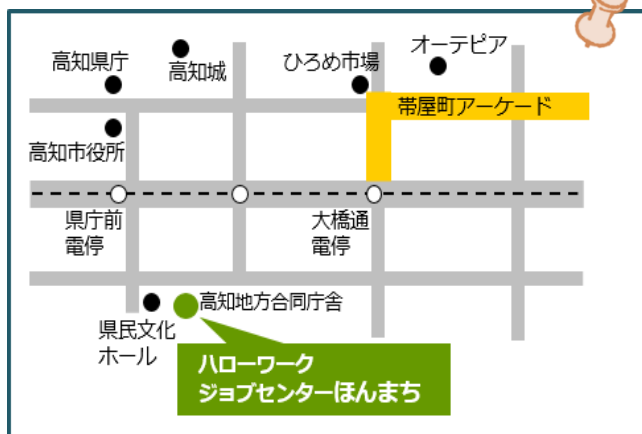 オーテピア
高知県庁
高知城
ひろめ市場
帯屋町アーケード
高知市役所
県庁前
電停
大橋通
電停
高知地方合同庁舎
県民文化
ホール
ハローワーク
ジョブセンターほんまち